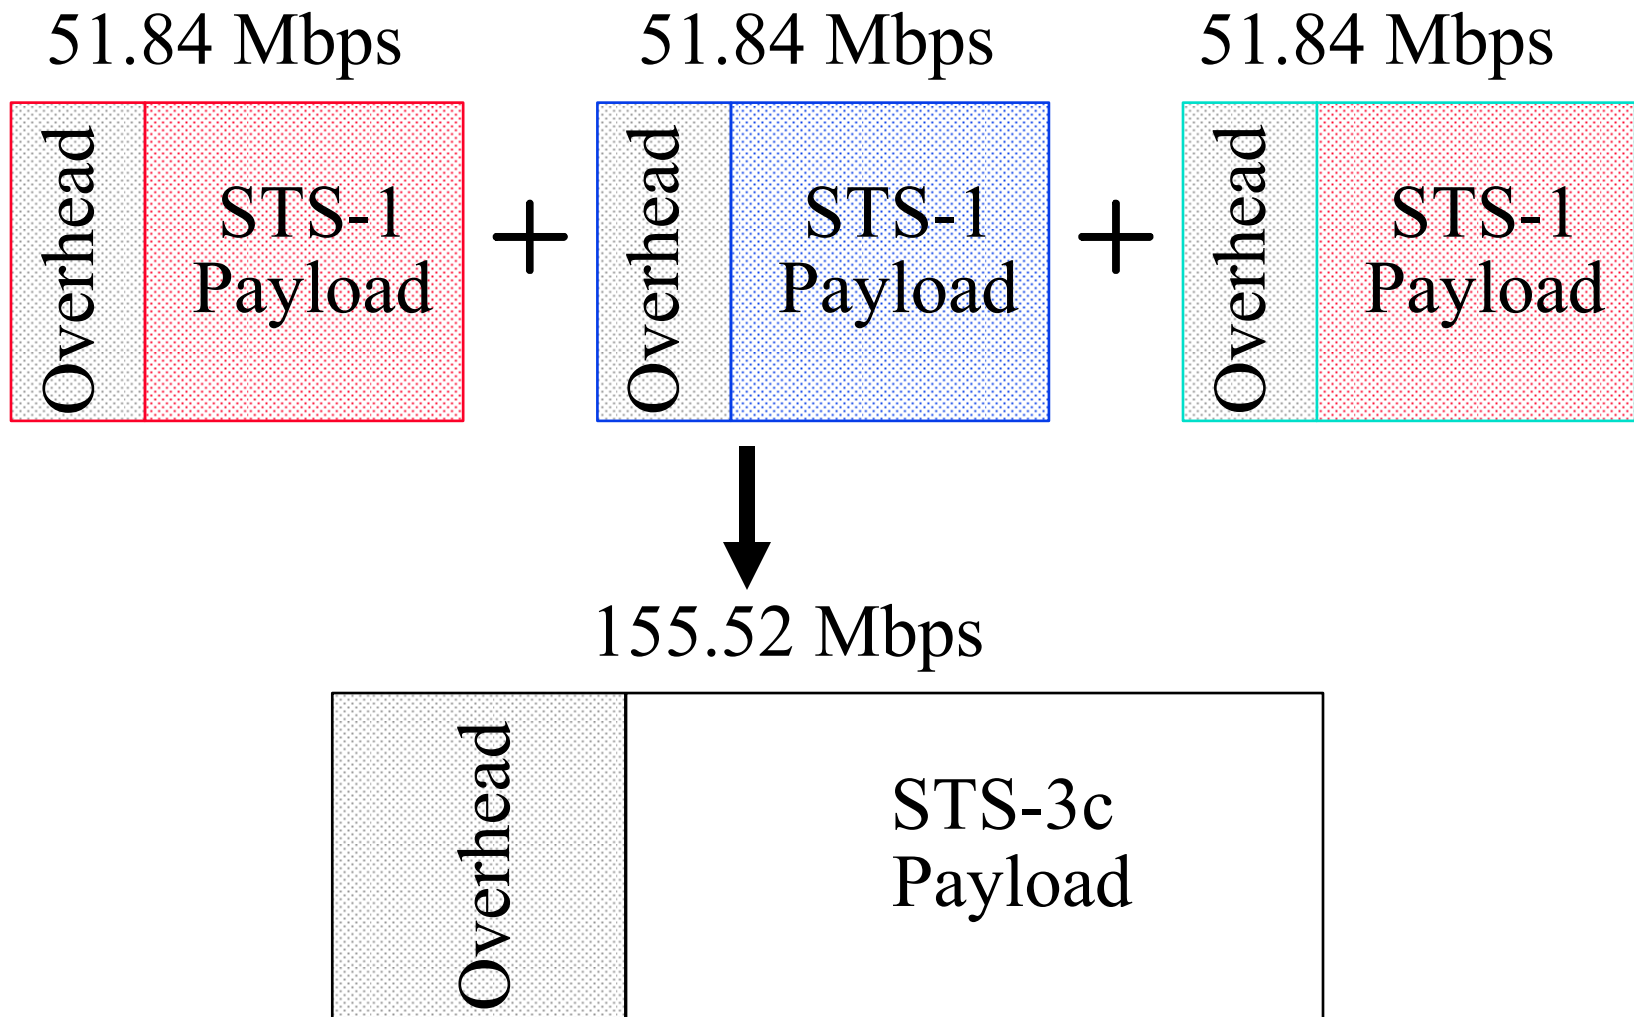 51.84 Mbps
51.84 Mbps
51.84 Mbps
Overhead
STS-1
Payload
+
Overhead
STS-1
Payload
+
Overhead
STS-1
Payload
155.52 Mbps
Overhead
STS-3c
Payload